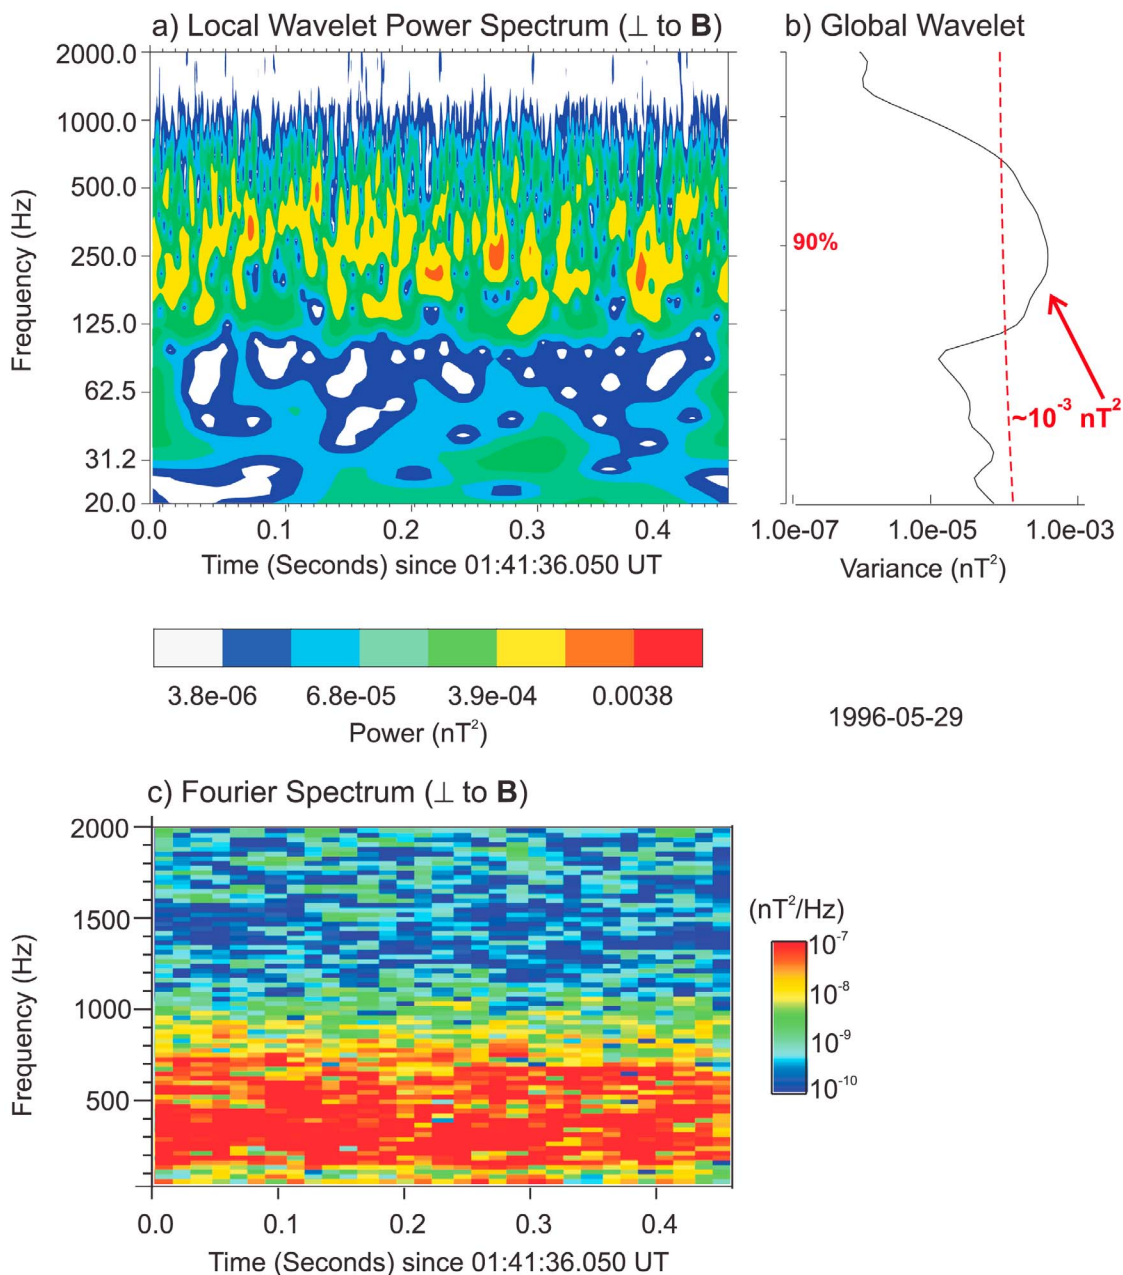 a) Local Wavelet Power Spectrum (⊥ to B)
b) Global Wavelet
Frequency (Hz)
2000.0
1000.0
500.0
250.0
125.0
62.5
31.2
20.0
0.0 0.1 0.2 0.3 0.4
Time (Seconds) since 01:41:36.050 UT
90%
~10⁻³ nT²
1.0e-07 1.0e-05 1.0e-03
Variance (nT²)
3.8e-06 6.8e-05 3.9e-04 0.0038
Power (nT²)
1996-05-29
c) Fourier Spectrum (⊥ to B)
Frequency (Hz)
2000
1500
1000
500
0.0 0.1 0.2 0.3 0.4
Time (Seconds) since 01:41:36.050 UT
(nT²/Hz)
10⁻⁷
10⁻⁸
10⁻⁹
10⁻¹⁰